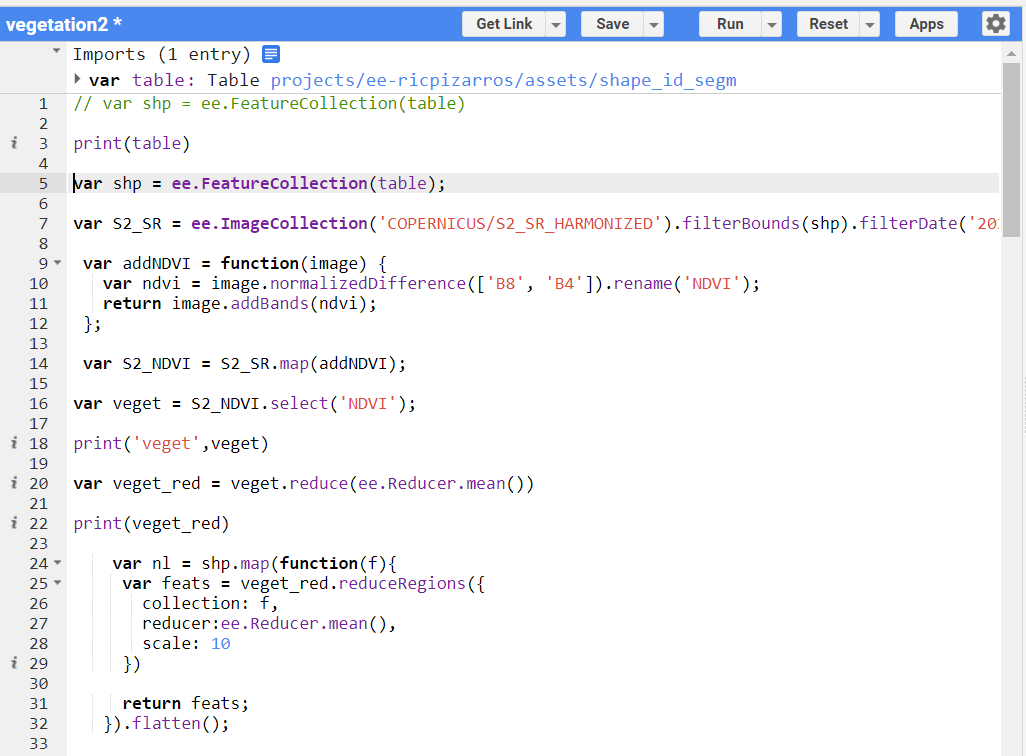 vegetation2 *
Get Link Save Run Reset Apps
Imports (1 entry)
var table: Table projects/ee-ricpizarros/assets/shape_id_segm
1 // var shp = ee.FeatureCollection(table)
2
i 3 print(table)
4
5 var shp = ee.FeatureCollection(table);
6
7 var S2_SR = ee.ImageCollection('COPERNICUS/S2_SR_HARMONIZED').filterBounds(shp).filterDate('20
8
9 var addNDVI = function(image) {
10 var ndvi = image.normalizedDifference(['B8', 'B4']).rename('NDVI');
11 return image.addBands(ndvi);
12 };
13
14 var S2_NDVI = S2_SR.map(addNDVI);
15
16 var veget = S2_NDVI.select('NDVI');
17
i 18 print('veget',veget)
19
i 20 var veget_red = veget.reduce(ee.Reducer.mean())
21
i 22 print(veget_red)
23
24 var nl = shp.map(function(f){
25 var feats = veget_red.reduceRegions({
26 collection: f,
27 reducer:ee.Reducer.mean(),
28 scale: 10
i 29 })
30
31 return feats;
32 }).flatten();
33